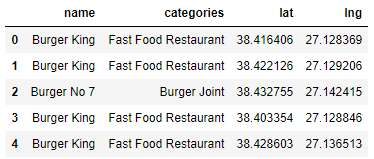 name categories lat lng
0 Burger King Fast Food Restaurant 38.416406 27.128369
1 Burger King Fast Food Restaurant 38.422126 27.129206
2 Burger No 7 Burger Joint 38.432755 27.142415
3 Burger King Fast Food Restaurant 38.403354 27.128846
4 Burger King Fast Food Restaurant 38.428603 27.136513